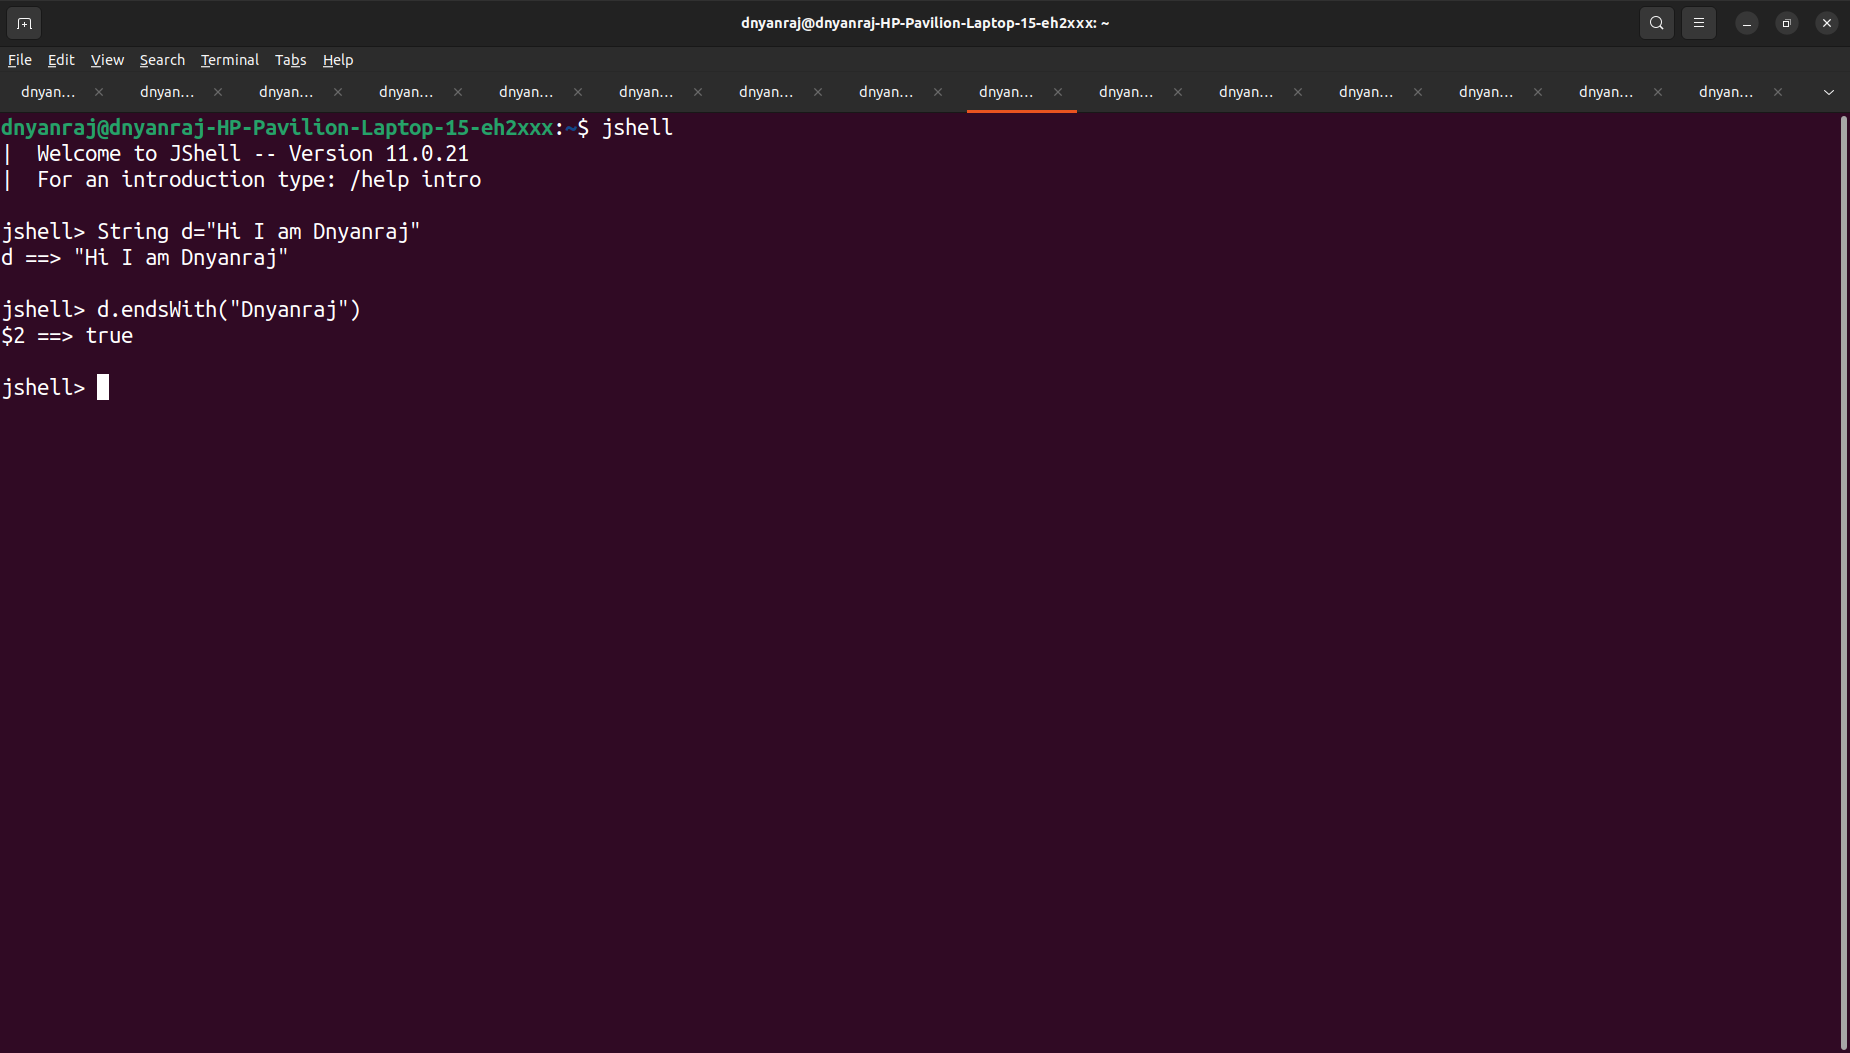 dnyanraj@dnyanraj-HP-Pavilion-Laptop-15-eh2xxx: ~
File Edit View Search Terminal Tabs Help
dnyan... × dnyan... × dnyan... × dnyan... × dnyan... × dnyan... × dnyan... × dnyan... × dnyan... × dnyan... × dnyan... × dnyan... × dnyan... × dnyan... × dnyan... ×
dnyanraj@dnyanraj-HP-Pavilion-Laptop-15-eh2xxx:~$ jshell
|  Welcome to JShell -- Version 11.0.21
|  For an introduction type: /help intro
jshell> String d="Hi I am Dnyanraj"
d ==> "Hi I am Dnyanraj"
jshell> d.endsWith("Dnyanraj")
$2 ==> true
jshell>